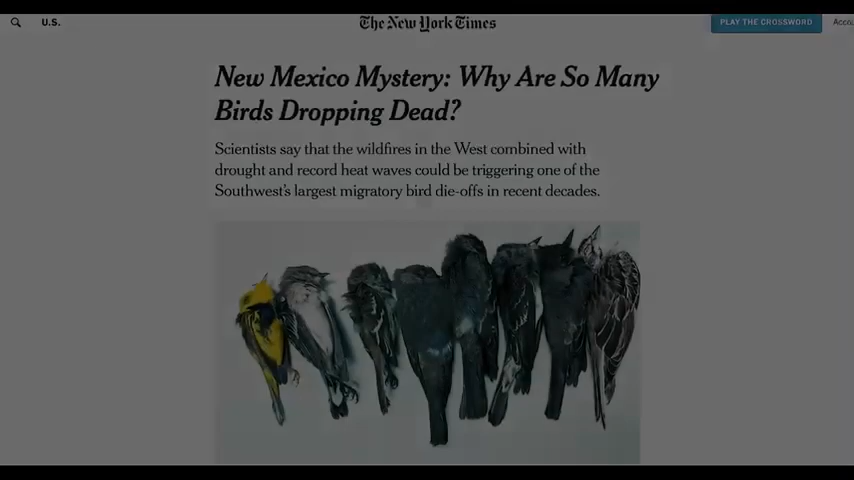 U.S.
The New York Times
PLAY THE CROSSWORD
New Mexico Mystery: Why Are So Many
Birds Dropping Dead?
Scientists say that the wildfires in the West combined with
drought and record heat waves could be triggering one of the
Southwest's largest migratory bird die-offs in recent decades.